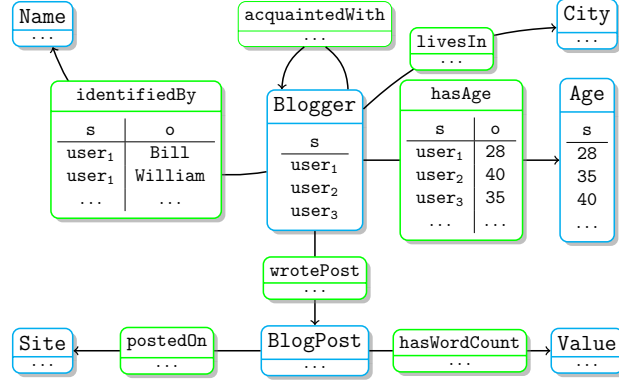 Name
...
acquaintedWith
...
livesIn
...
City
...
identifiedBy
s o
user₁ Bill
user₁ William
... ...
Blogger
s
user₁
user₂
user₃
hasAge
s o
user₁ 28
user₂ 40
user₃ 35
... ...
Age
s
28
35
40
...
wrotePost
...
Site
...
postedOn
...
BlogPost
...
hasWordCount
...
Value
...